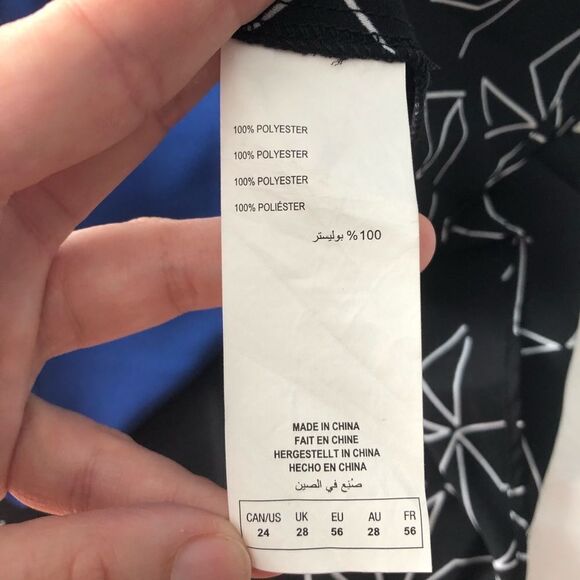 100% POLYESTER
100% POLYESTER
100% POLYESTER
100% POLIÉSTER
100% بوليستر
MADE IN CHINA
FAIT EN CHINE
HERGESTELLT IN CHINA
HECHO EN CHINA
صُنِع في الصين
CAN/US UK EU AU FR
24 28 56 28 56